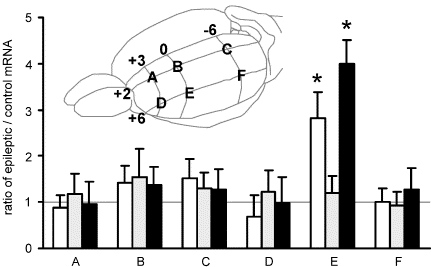 ratio of epileptic / control mRNA
5
4
3
2
1
0
-6
0
+3
+2
+6
A
B
C
D
E
F
*
*
A
B
C
D
E
F